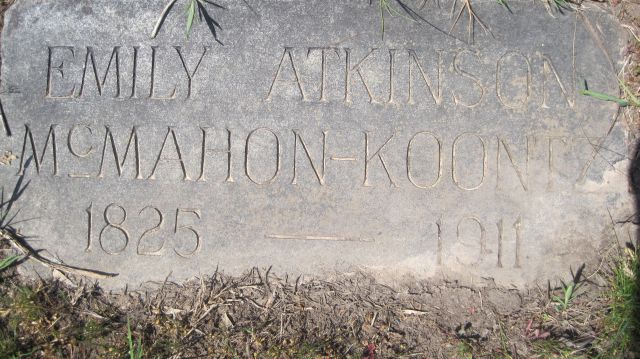 EMILY ATKINSON
McMAHON-KOONTZ
1825 — 1911